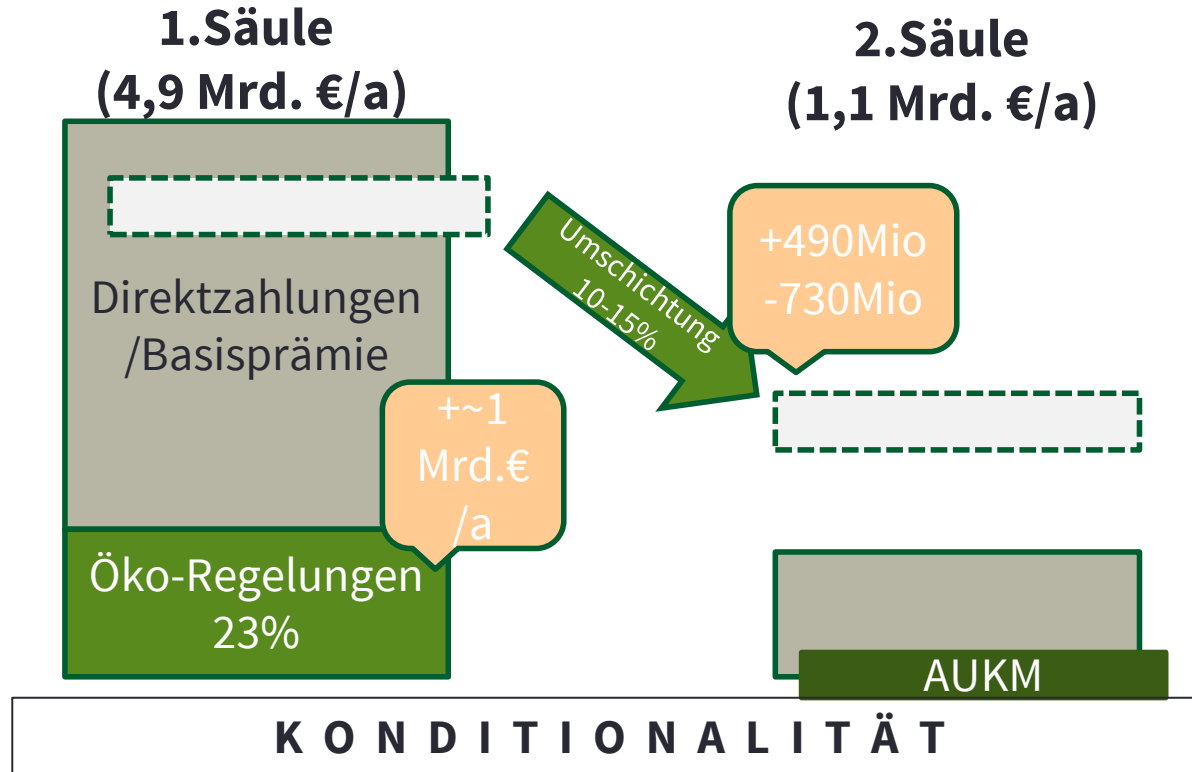 1.Säule
(4,9 Mrd. €/a)
2.Säule
(1,1 Mrd. €/a)
Direktzahlungen
/Basisprämie
Umschichtung
10-15%
+490Mio
-730Mio
+~1
Mrd.€
/a
Öko-Regelungen
23%
AUKM
KONDITIONALITÄT